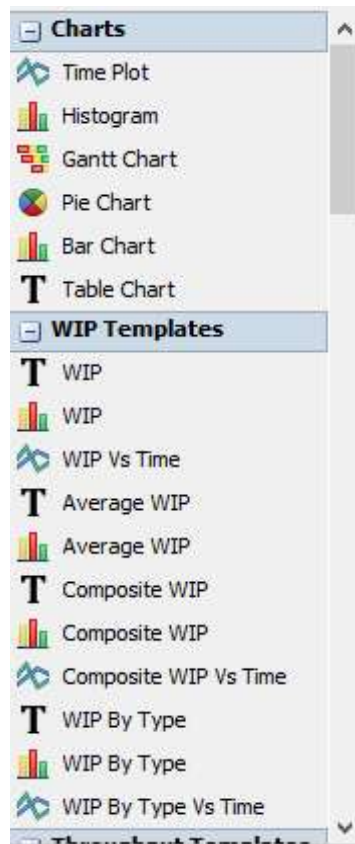 Charts
Time Plot
Histogram
Gantt Chart
Pie Chart
Bar Chart
T Table Chart
WIP Templates
T WIP
WIP
WIP Vs Time
T Average WIP
Average WIP
T Composite WIP
Composite WIP
Composite WIP Vs Time
T WIP By Type
WIP By Type
WIP By Type Vs Time
Throughput Templates